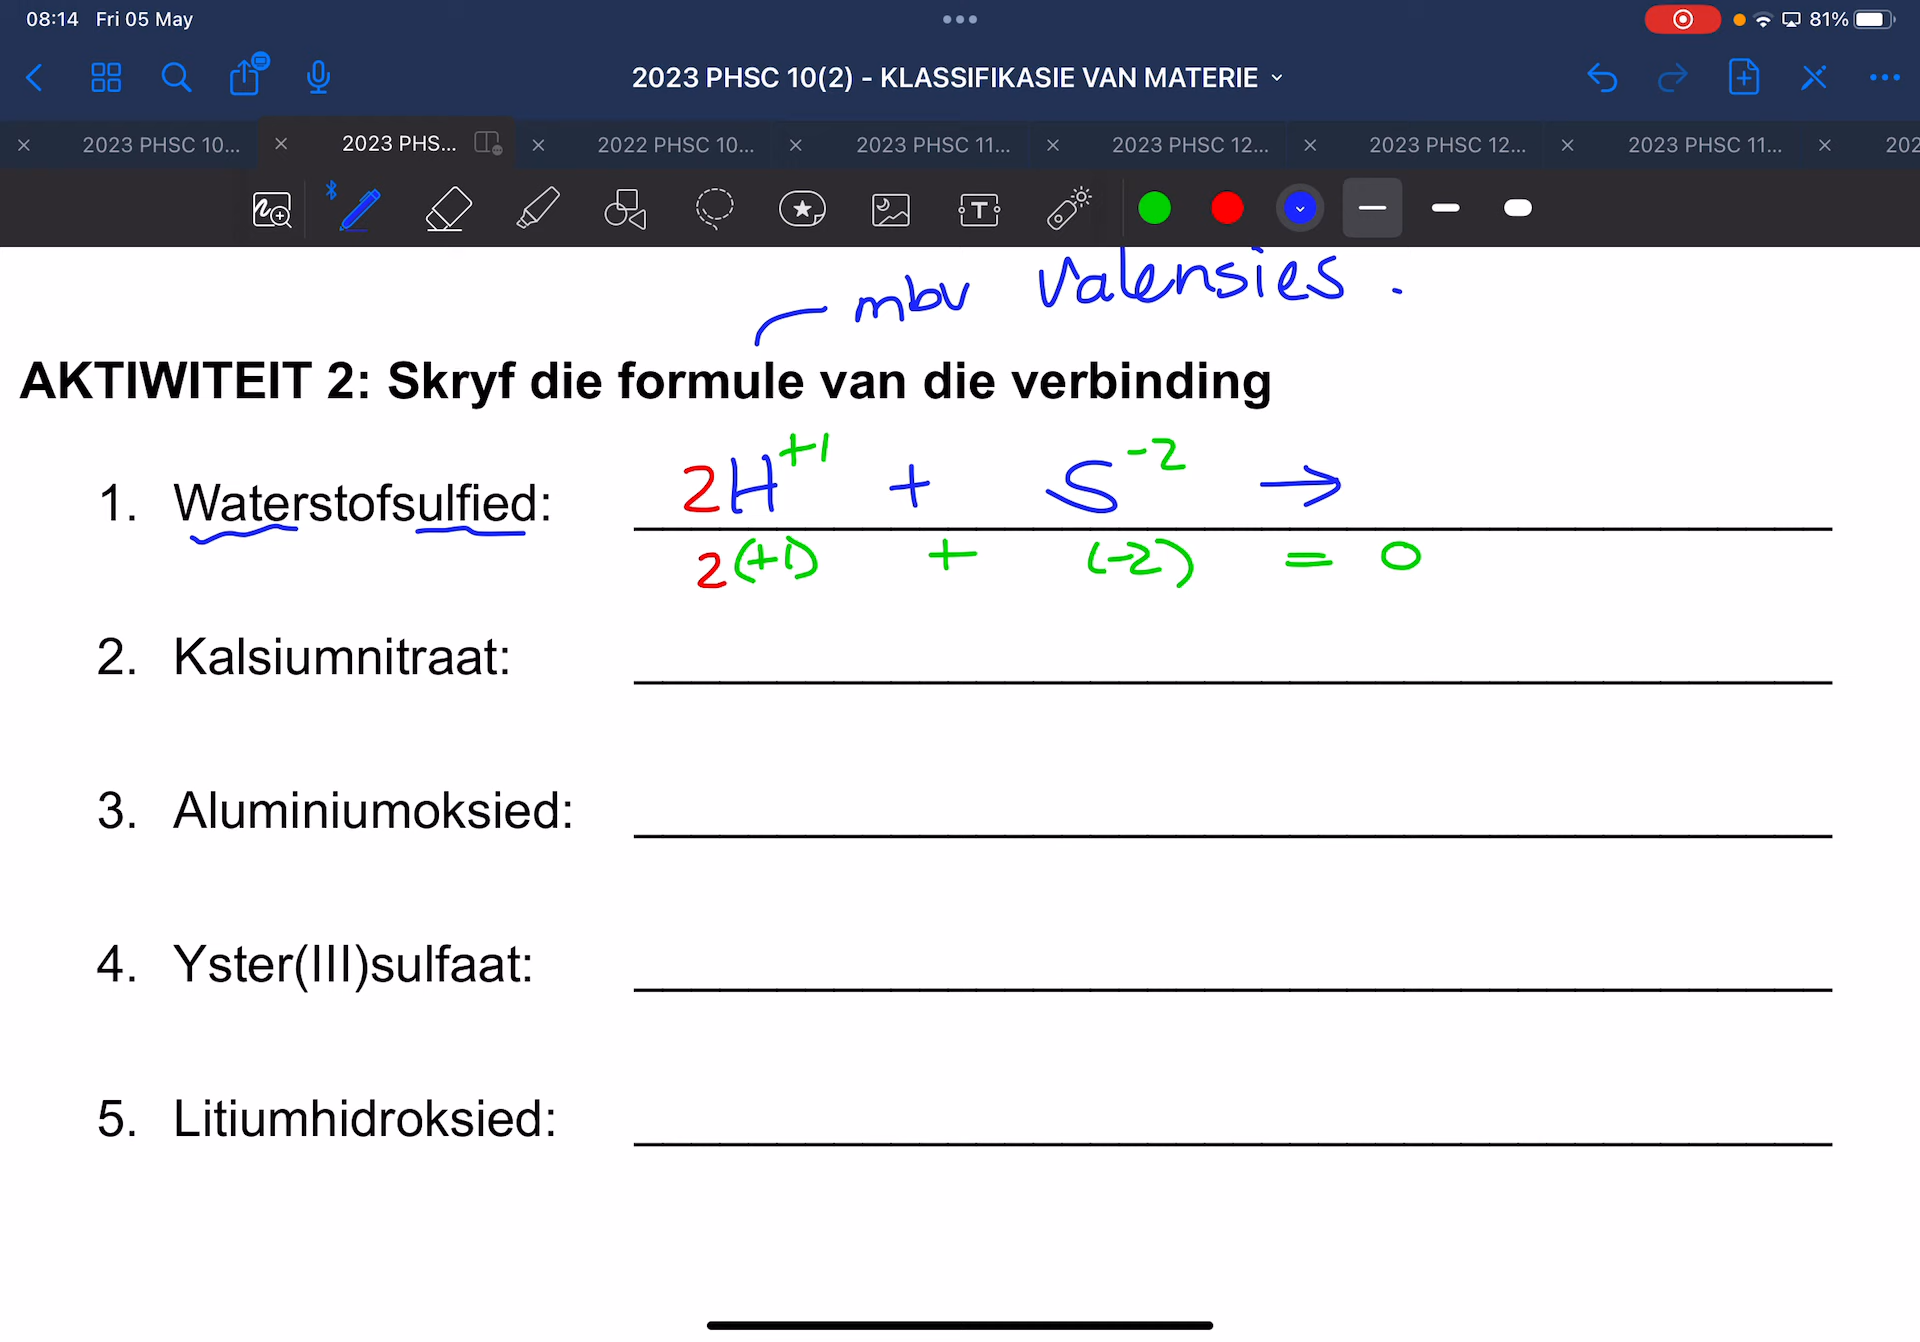 08:14 Fri 05 May
81%
2023 PHSC 10(2) - KLASSIFIKASIE VAN MATERIE
2023 PHSC 10... 2023 PHS... 2022 PHSC 10... 2023 PHSC 11... 2023 PHSC 12... 2023 PHSC 12... 2023 PHSC 11... 202
mbv Valensies .
AKTIWITEIT 2: Skryf die formule van die verbinding
1. Waterstofsulfied: 2H⁺¹ + S⁻² →
2(+1) + (-2) = 0
2. Kalsiumnitraat:
3. Aluminiumoksied:
4. Yster(III)sulfaat:
5. Litiumhidroksied: